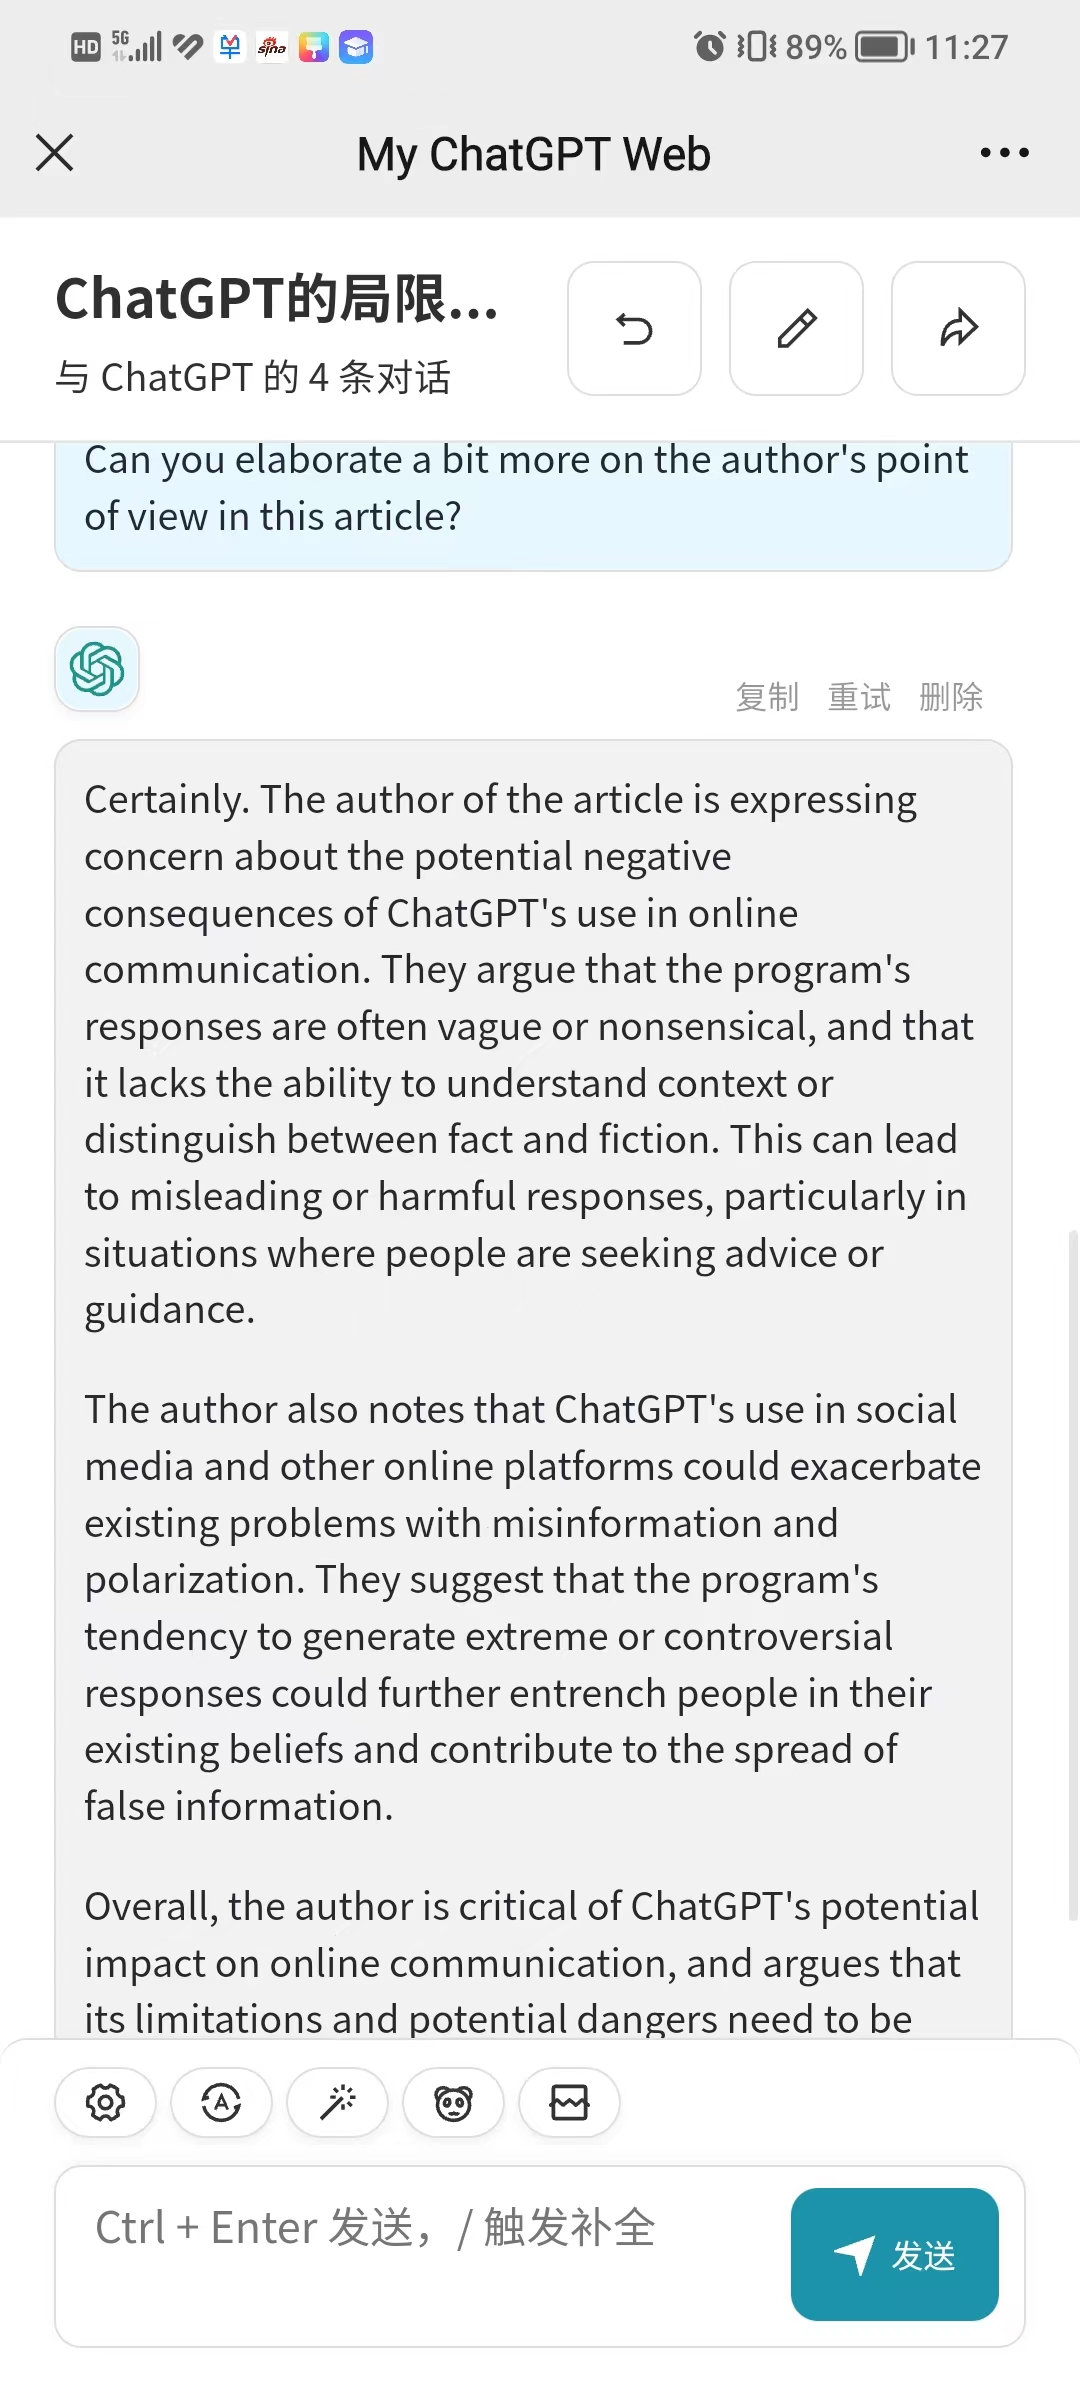 HD 5G sina 89% 11:27
My ChatGPT Web
ChatGPT的局限...
与 ChatGPT 的 4 条对话
Can you elaborate a bit more on the author's point
of view in this article?
复制 重试 删除
Certainly. The author of the article is expressing
concern about the potential negative
consequences of ChatGPT's use in online
communication. They argue that the program's
responses are often vague or nonsensical, and that
it lacks the ability to understand context or
distinguish between fact and fiction. This can lead
to misleading or harmful responses, particularly in
situations where people are seeking advice or
guidance.
The author also notes that ChatGPT's use in social
media and other online platforms could exacerbate
existing problems with misinformation and
polarization. They suggest that the program's
tendency to generate extreme or controversial
responses could further entrench people in their
existing beliefs and contribute to the spread of
false information.
Overall, the author is critical of ChatGPT's potential
impact on online communication, and argues that
its limitations and potential dangers need to be
Ctrl + Enter 发送，/ 触发补全
发送